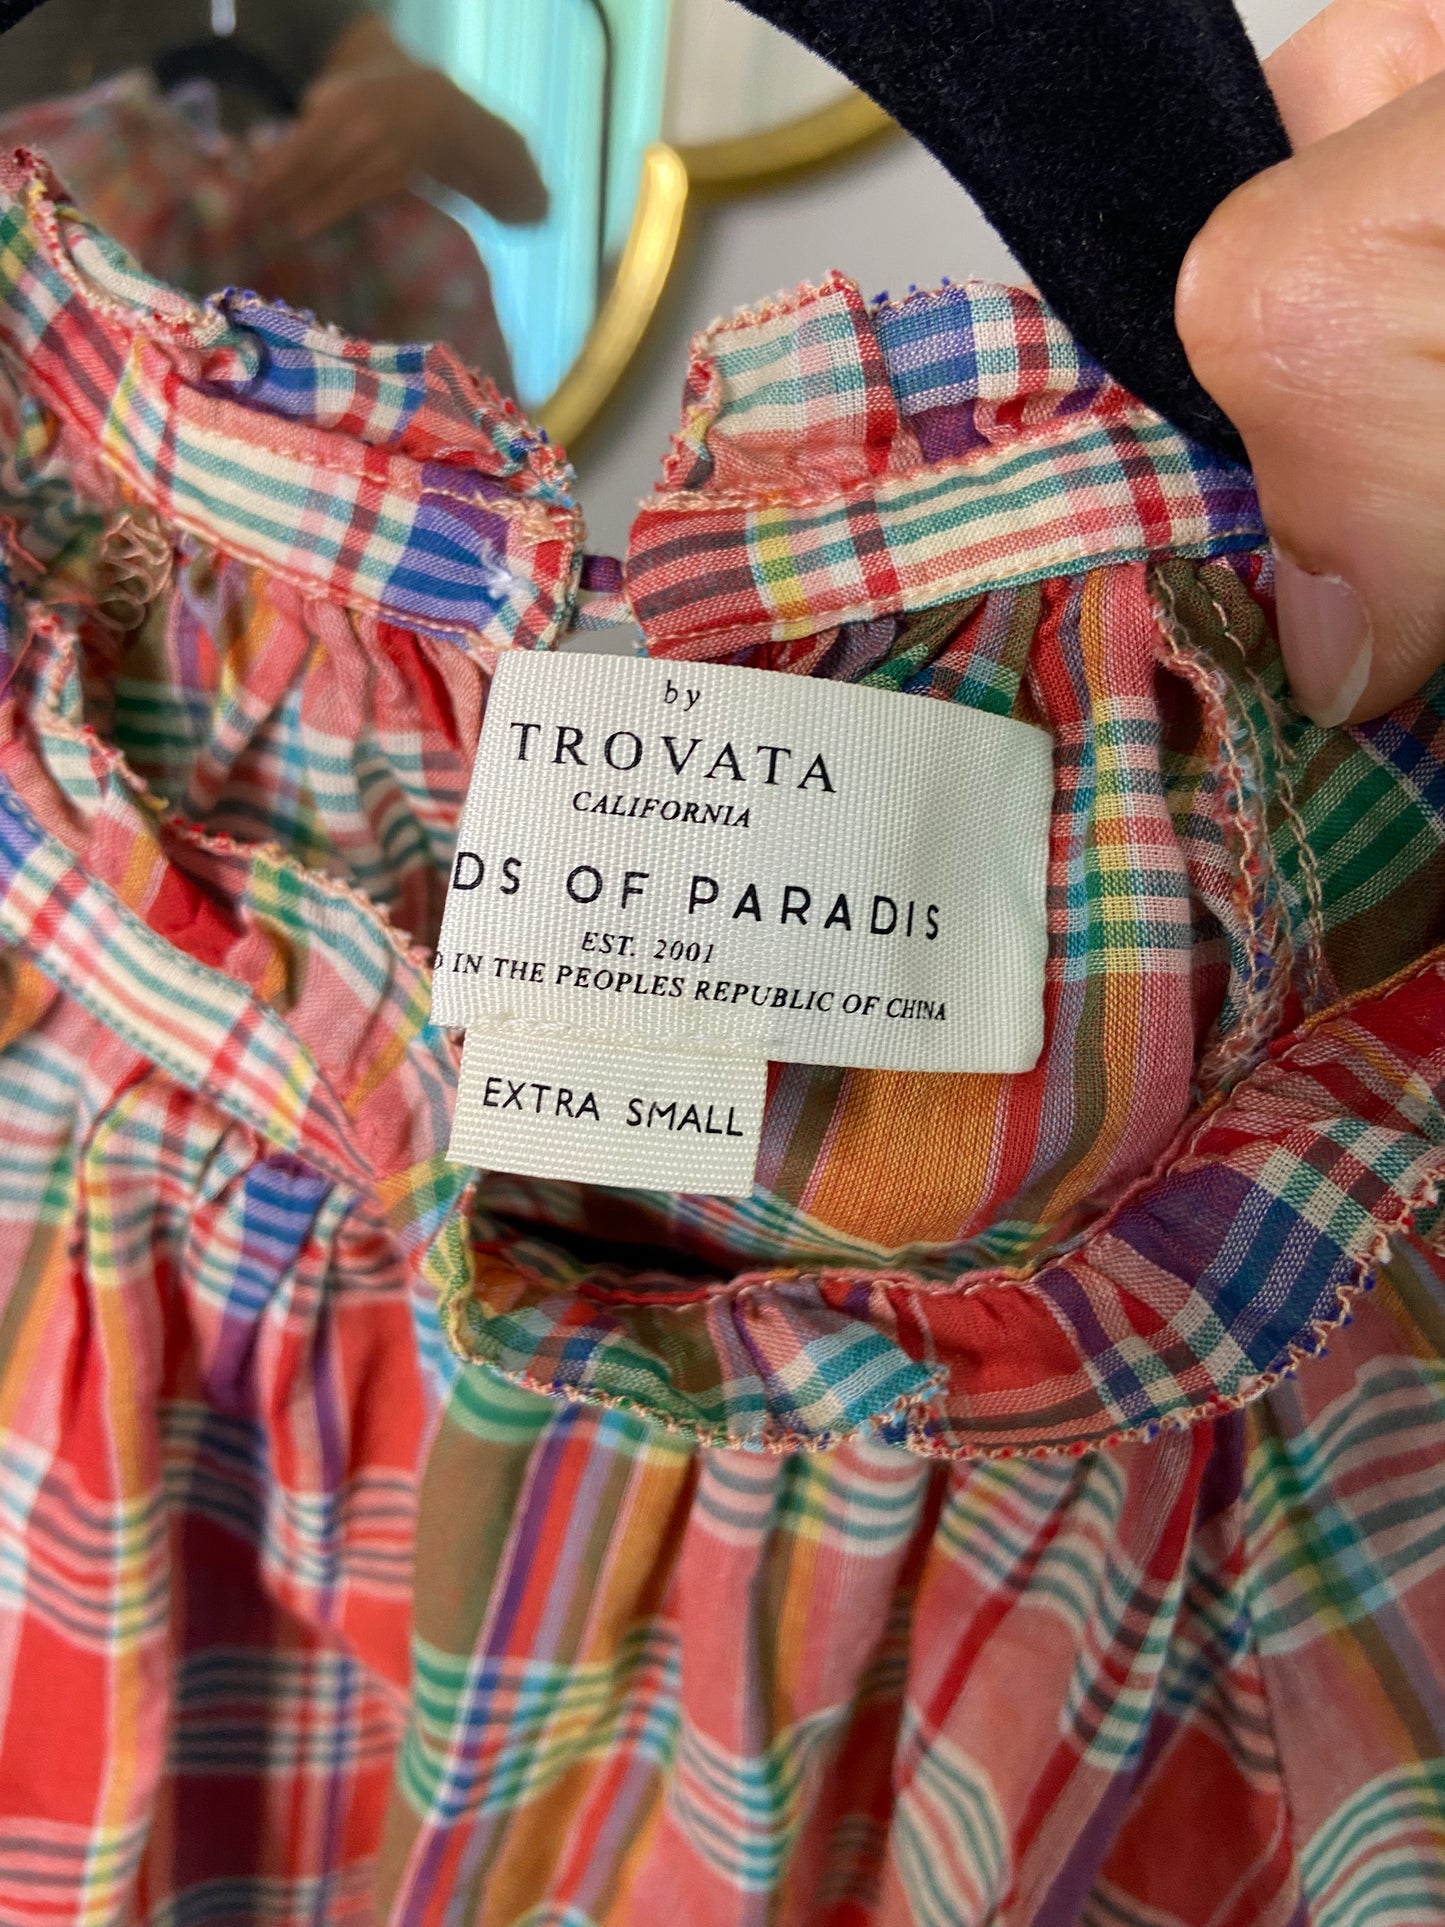 by
TROVATA
CALIFORNIA
DS OF PARADIS
EST. 2001
D IN THE PEOPLES REPUBLIC OF CHINA
EXTRA SMALL